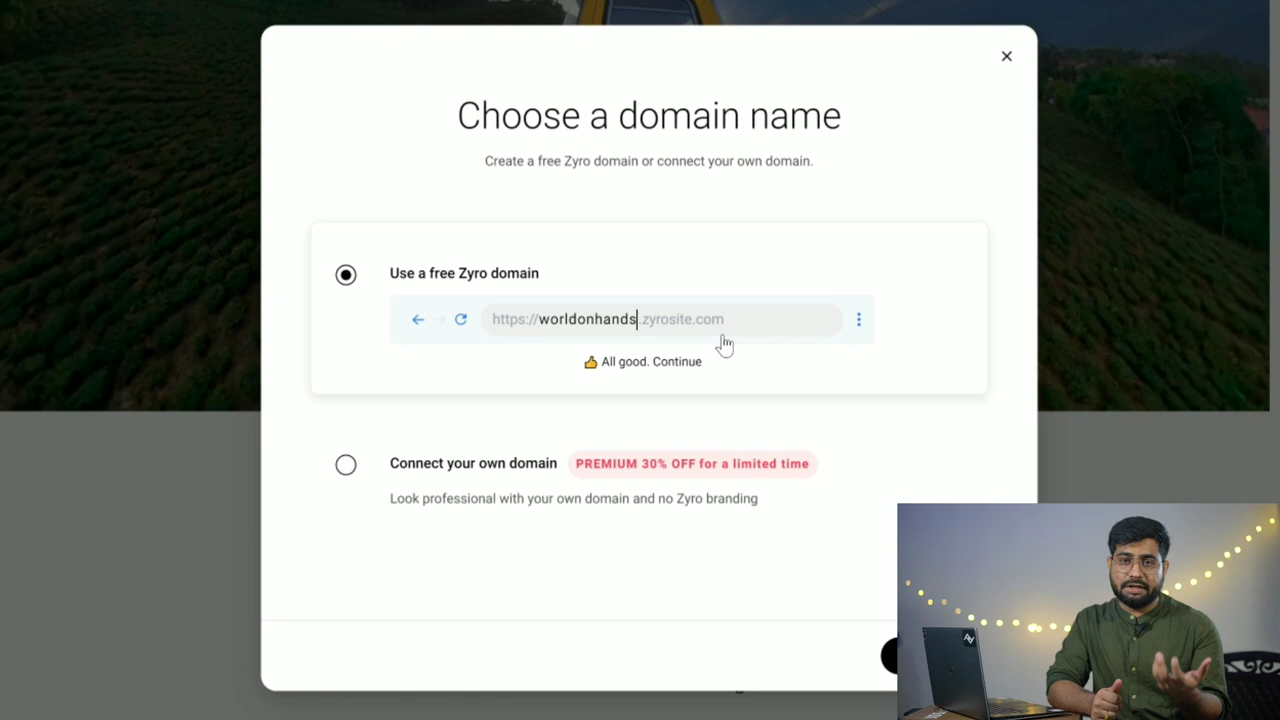 Choose a domain name
Create a free Zyro domain or connect your own domain.
Use a free Zyro domain
https://worldonhands.zyrosite.com
👍 All good. Continue
Connect your own domain PREMIUM 30% OFF for a limited time
Look professional with your own domain and no Zyro branding